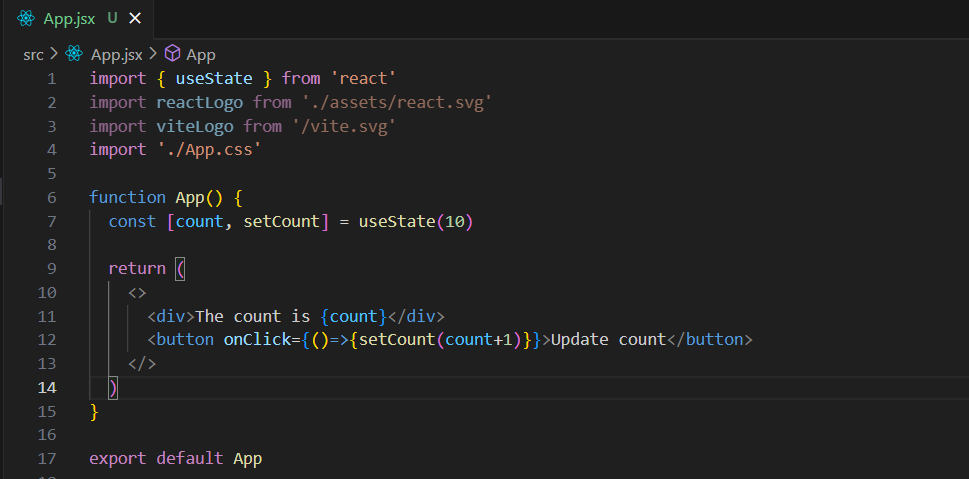 App.jsx U
src > App.jsx > App
1 import { useState } from 'react'
2 import reactLogo from './assets/react.svg'
3 import viteLogo from '/vite.svg'
4 import './App.css'
5
6 function App() {
7   const [count, setCount] = useState(10)
8
9   return (
10     <>
11       <div>The count is {count}</div>
12       <button onClick={()=>{setCount(count+1)}}>Update count</button>
13     </>
14   )
15 }
16
17 export default App